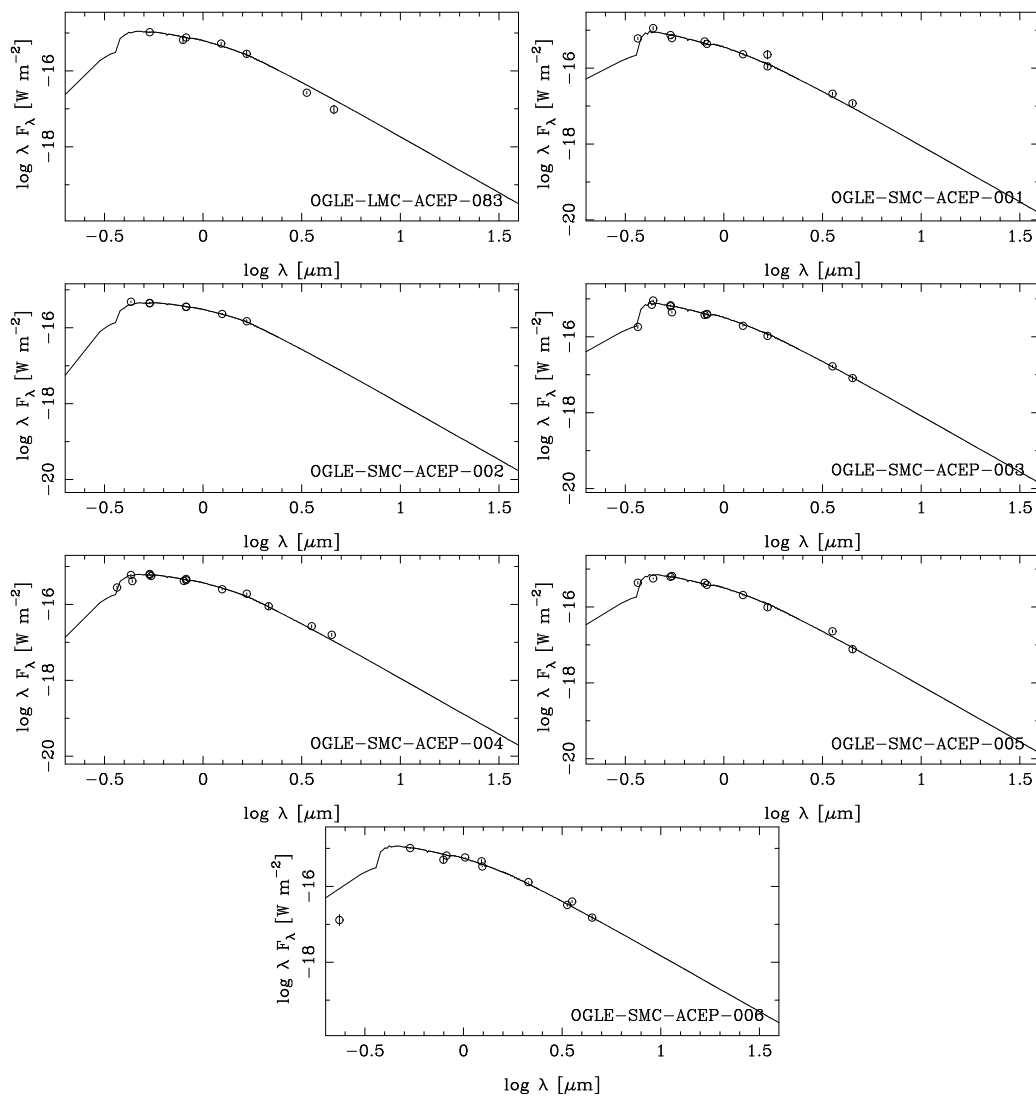 log λ F_λ [W m^−2]
−16
−18
OGLE−LMC−ACEP−083
−0.5 0 0.5 1 1.5
log λ [μm]
log λ F_λ [W m^−2]
−16
−18
−20
OGLE−SMC−ACEP−001
−0.5 0 0.5 1 1.5
log λ [μm]
log λ F_λ [W m^−2]
−16
−18
−20
OGLE−SMC−ACEP−002
−0.5 0 0.5 1 1.5
log λ [μm]
log λ F_λ [W m^−2]
−16
−18
−20
OGLE−SMC−ACEP−003
−0.5 0 0.5 1 1.5
log λ [μm]
log λ F_λ [W m^−2]
−16
−18
−20
OGLE−SMC−ACEP−004
−0.5 0 0.5 1 1.5
log λ [μm]
log λ F_λ [W m^−2]
−16
−18
−20
OGLE−SMC−ACEP−005
−0.5 0 0.5 1 1.5
log λ [μm]
log λ F_λ [W m^−2]
−16
−18
OGLE−SMC−ACEP−006
−0.5 0 0.5 1 1.5
log λ [μm]